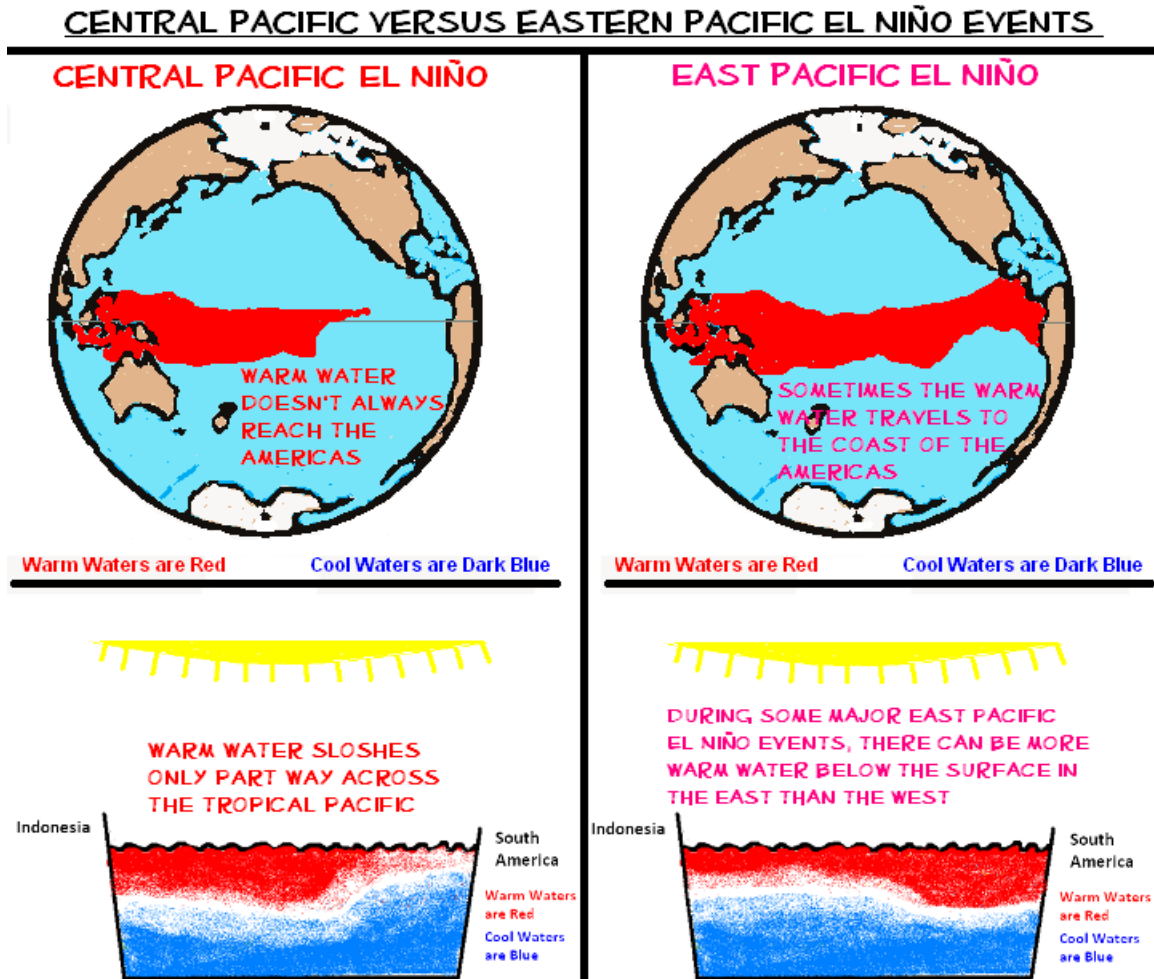 CENTRAL PACIFIC VERSUS EASTERN PACIFIC EL NIÑO EVENTS
CENTRAL PACIFIC EL NIÑO
WARM WATER
DOESN'T ALWAYS
REACH THE
AMERICAS
Warm Waters are Red
Cool Waters are Dark Blue
WARM WATER SLOSHES
ONLY PART WAY ACROSS
THE TROPICAL PACIFIC
Indonesia
South
America
Warm Waters
are Red
Cool Waters
are Blue
EAST PACIFIC EL NIÑO
SOMETIMES THE WARM
WATER TRAVELS TO
THE COAST OF THE
AMERICAS
Warm Waters are Red
Cool Waters are Dark Blue
DURING SOME MAJOR EAST PACIFIC
EL NIÑO EVENTS, THERE CAN BE MORE
WARM WATER BELOW THE SURFACE IN
THE EAST THAN THE WEST
Indonesia
South
America
Warm Waters
are Red
Cool Waters
are Blue